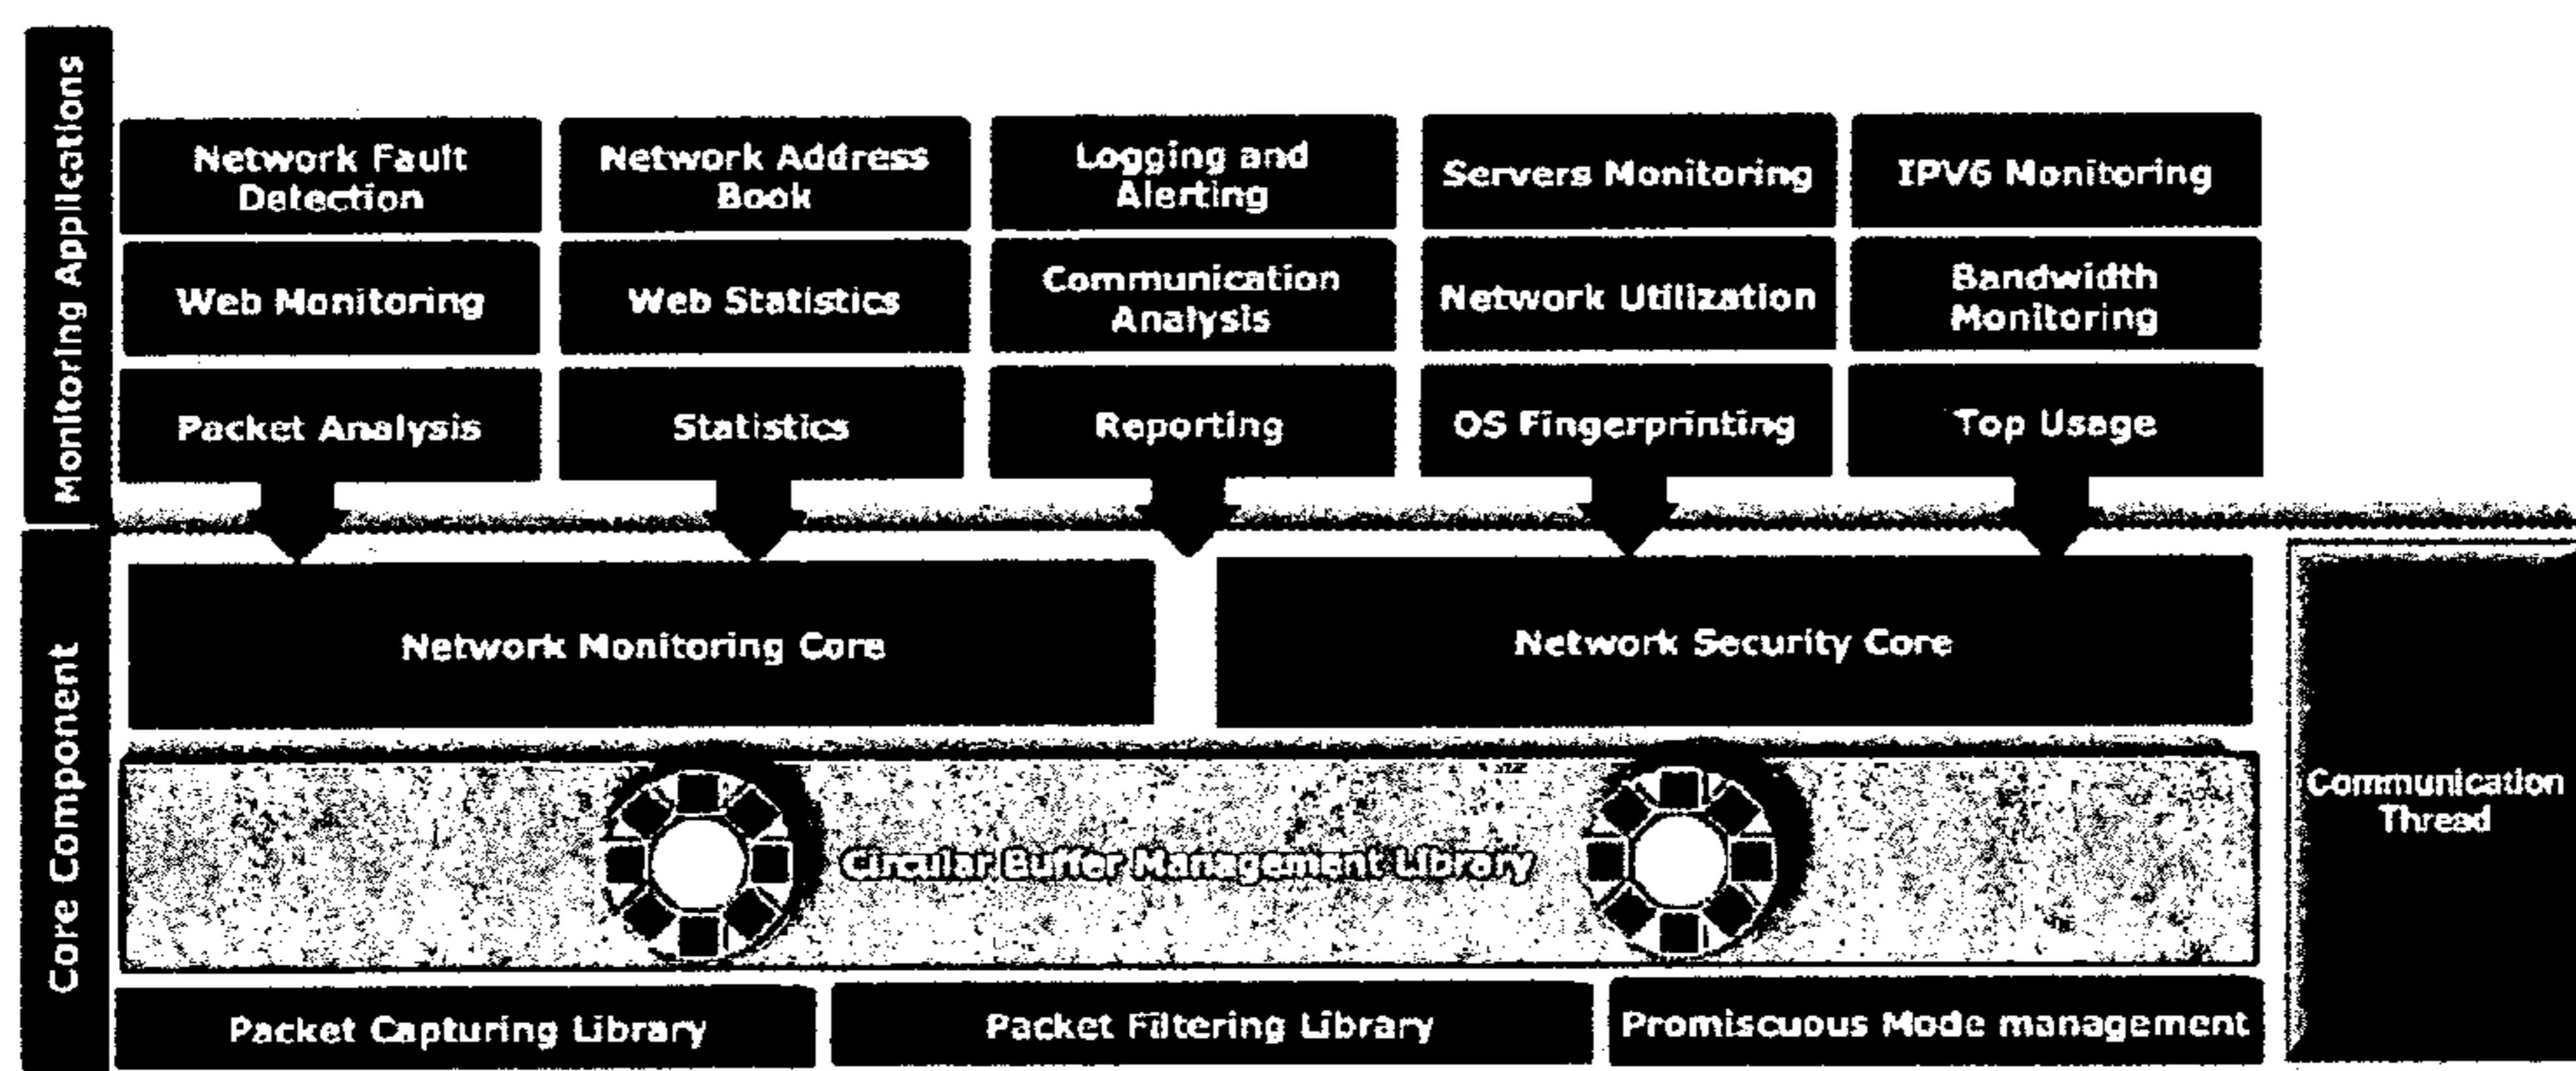 Monitoring Applications
Network Fault
Detection
Network Address
Book
Logging and
Alerting
Servers Monitoring
IPV6 Monitoring
Web Monitoring
Web Statistics
Communication
Analysis
Network Utilization
Bandwidth
Monitoring
Packet Analysis
Statistics
Reporting
OS Fingerprinting
Top Usage
Core Component
Network Monitoring Core
Network Security Core
Circular Buffer Management Library
Communication
Thread
Packet Capturing Library
Packet Filtering Library
Promiscuous Mode management